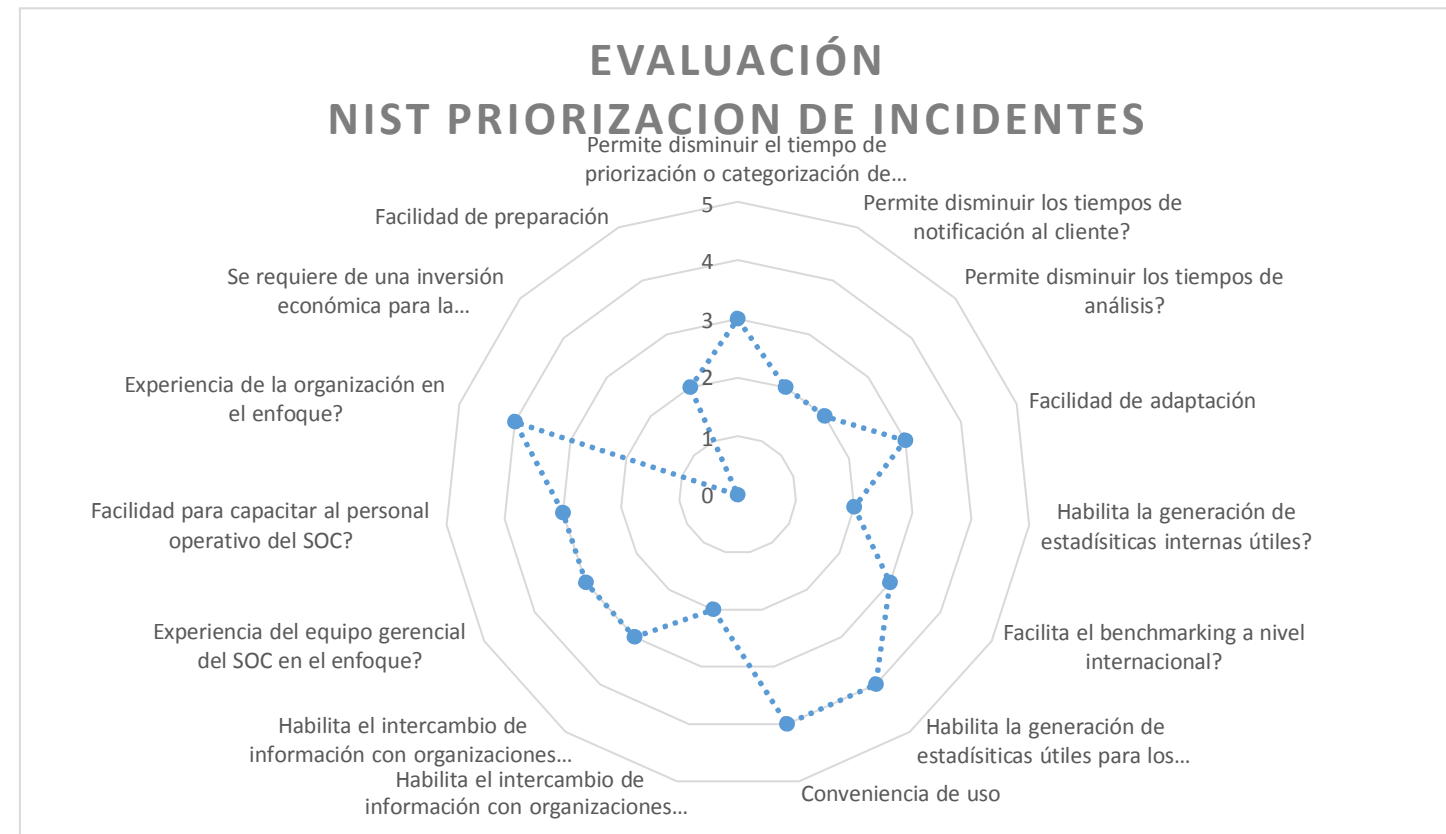 EVALUACIÓN
NIST PRIORIZACION DE INCIDENTES
Permite disminuir el tiempo de
priorización o categorización de...
Permite disminuir los tiempos de
notificación al cliente?
Permite disminuir los tiempos de
análisis?
Facilidad de adaptación
Habilita la generación de
estadísiticas internas útiles?
Facilita el benchmarking a nivel
internacional?
Habilita la generación de
estadísiticas útiles para los...
Conveniencia de uso
Habilita el intercambio de
información con organizaciones...
Habilita el intercambio de
información con organizaciones...
Experiencia del equipo gerencial
del SOC en el enfoque?
Facilidad para capacitar al personal
operativo del SOC?
Experiencia de la organización en
el enfoque?
Se requiere de una inversión
económica para la...
Facilidad de preparación
5
4
3
2
1
0